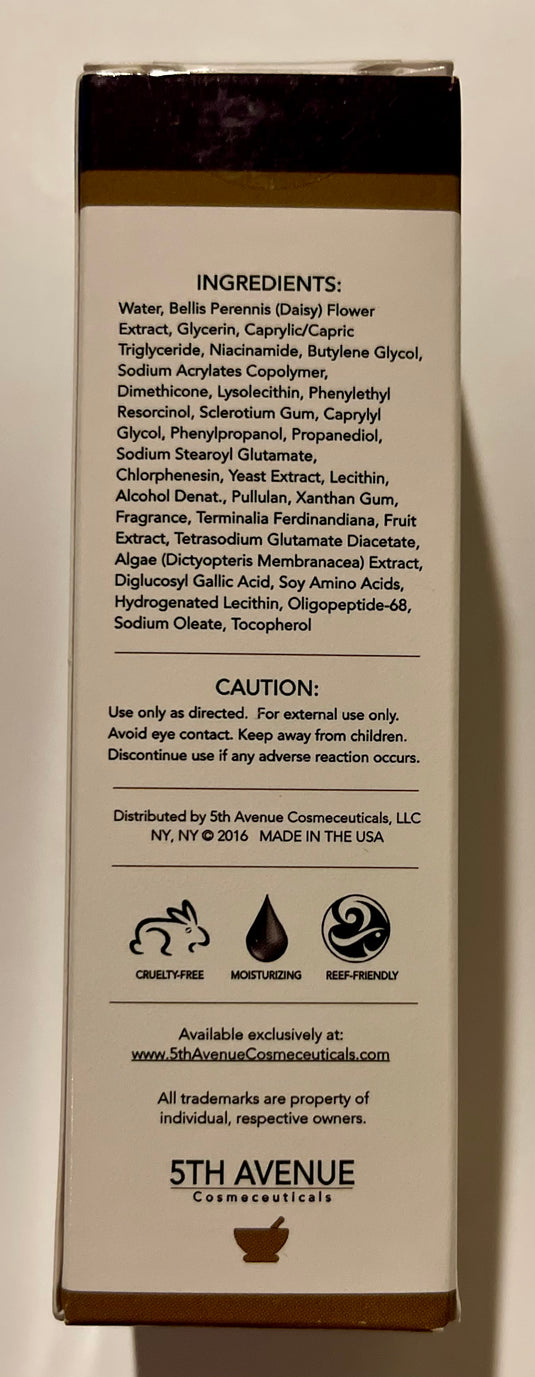 INGREDIENTS:
Water, Bellis Perennis (Daisy) Flower
Extract, Glycerin, Caprylic/Capric
Triglyceride, Niacinamide, Butylene Glycol,
Sodium Acrylates Copolymer,
Dimethicone, Lysolecithin, Phenylethyl
Resorcinol, Sclerotium Gum, Caprylyl
Glycol, Phenylpropanol, Propanediol,
Sodium Stearoyl Glutamate,
Chlorphenesin, Yeast Extract, Lecithin,
Alcohol Denat., Pullulan, Xanthan Gum,
Fragrance, Terminalia Ferdinandiana, Fruit
Extract, Tetrasodium Glutamate Diacetate,
Algae (Dictyopteris Membranacea) Extract,
Diglucosyl Gallic Acid, Soy Amino Acids,
Hydrogenated Lecithin, Oligopeptide-68,
Sodium Oleate, Tocopherol
CAUTION:
Use only as directed. For external use only.
Avoid eye contact. Keep away from children.
Discontinue use if any adverse reaction occurs.
Distributed by 5th Avenue Cosmeceuticals, LLC
NY, NY © 2016 MADE IN THE USA
CRUELTY-FREE MOISTURIZING REEF-FRIENDLY
Available exclusively at:
www.5thAvenueCosmeceuticals.com
All trademarks are property of
individual, respective owners.
5TH AVENUE
Cosmeceuticals